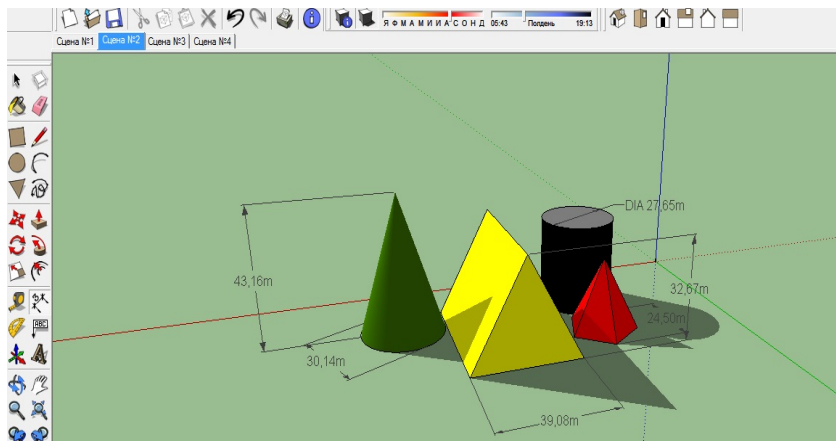 Я Ф М А М И И А С О Н Д 05:43 Полдень 19:13
Сцена №1 Сцена №2 Сцена №3 Сцена №4
DIA 27,65m
43,16m
32,67m
24,50m
30,14m
39,08m
ABC